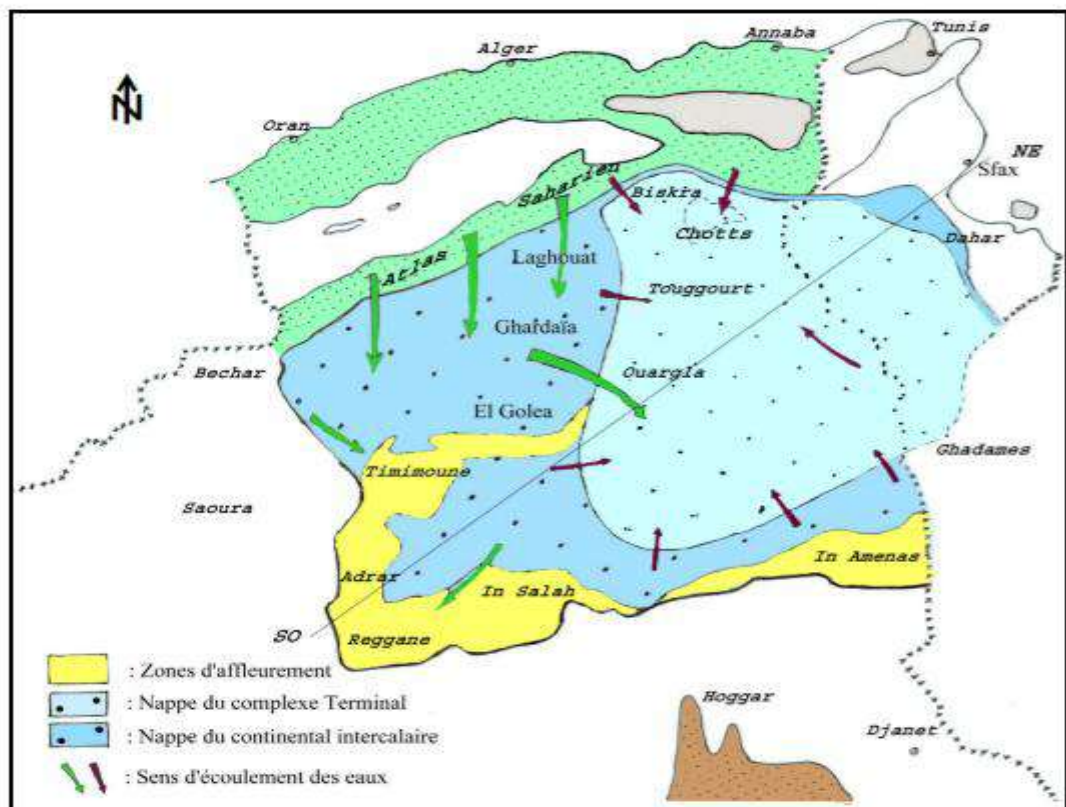 Tunis
Annaba
Alger
N
Oran
NE
Sfax
Saharien
Biskra
Chotts
Dahar
Laghouat
Atlas
Touggourt
Ghardaïa
Bechar
Ouargla
El Golea
Ghadames
Timimoune
Saoura
In Amenas
Adrar
In Salah
SO
Reggane
: Zones d'affleurement
: Nappe du complexe Terminal
: Nappe du continental intercalaire
: Sens d'écoulement des eaux
Hoggar
Djanet